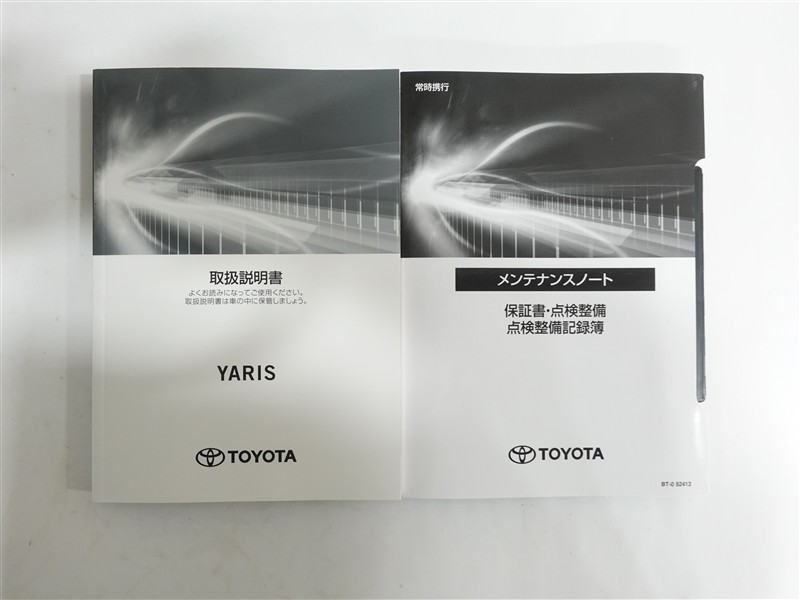 取扱説明書
よくお読みになってご使用ください。
取扱説明書は車の中に保管しましょう。
YARIS
TOYOTA
常時携行
メンテナンスノート
保証書・点検整備
点検整備記録簿
TOYOTA
BT-0 52412